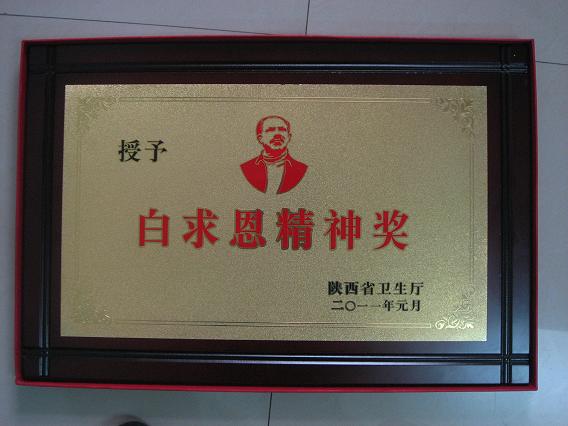 授予
白求恩精神奖
陕西省卫生厅
二〇一一年元月